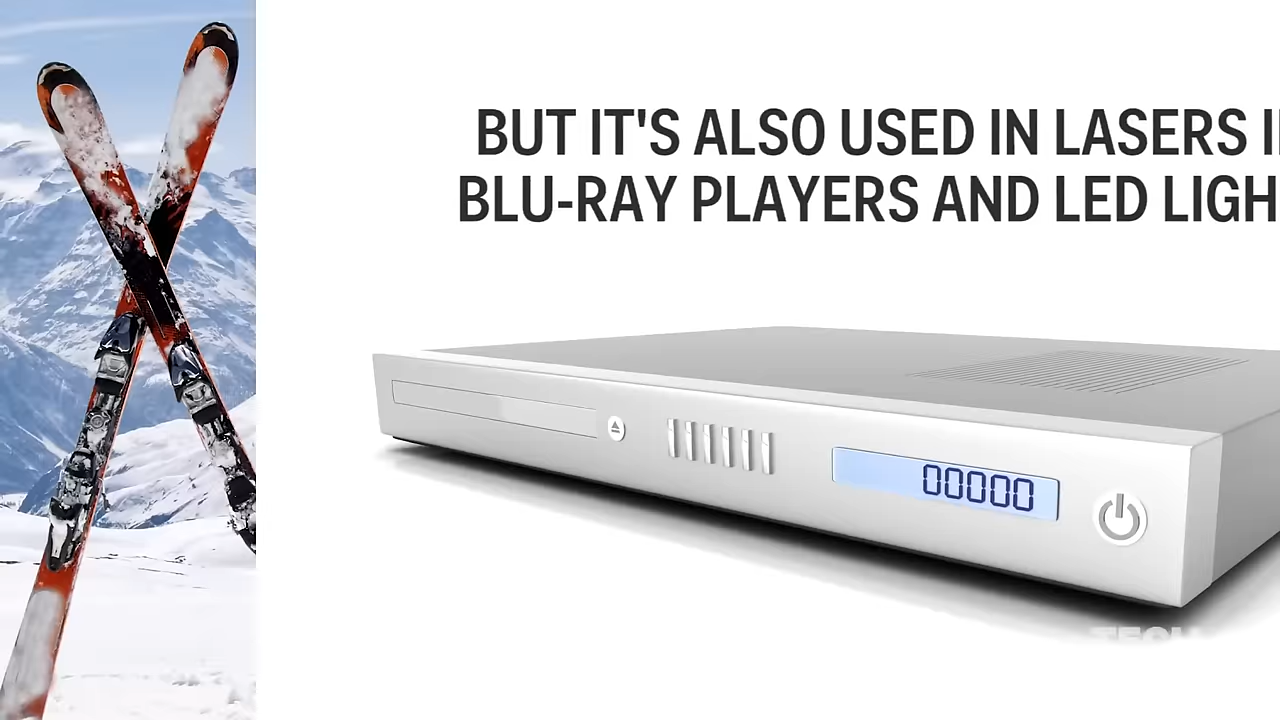 BUT IT'S ALSO USED IN LASERS
BLU-RAY PLAYERS AND LED
00000